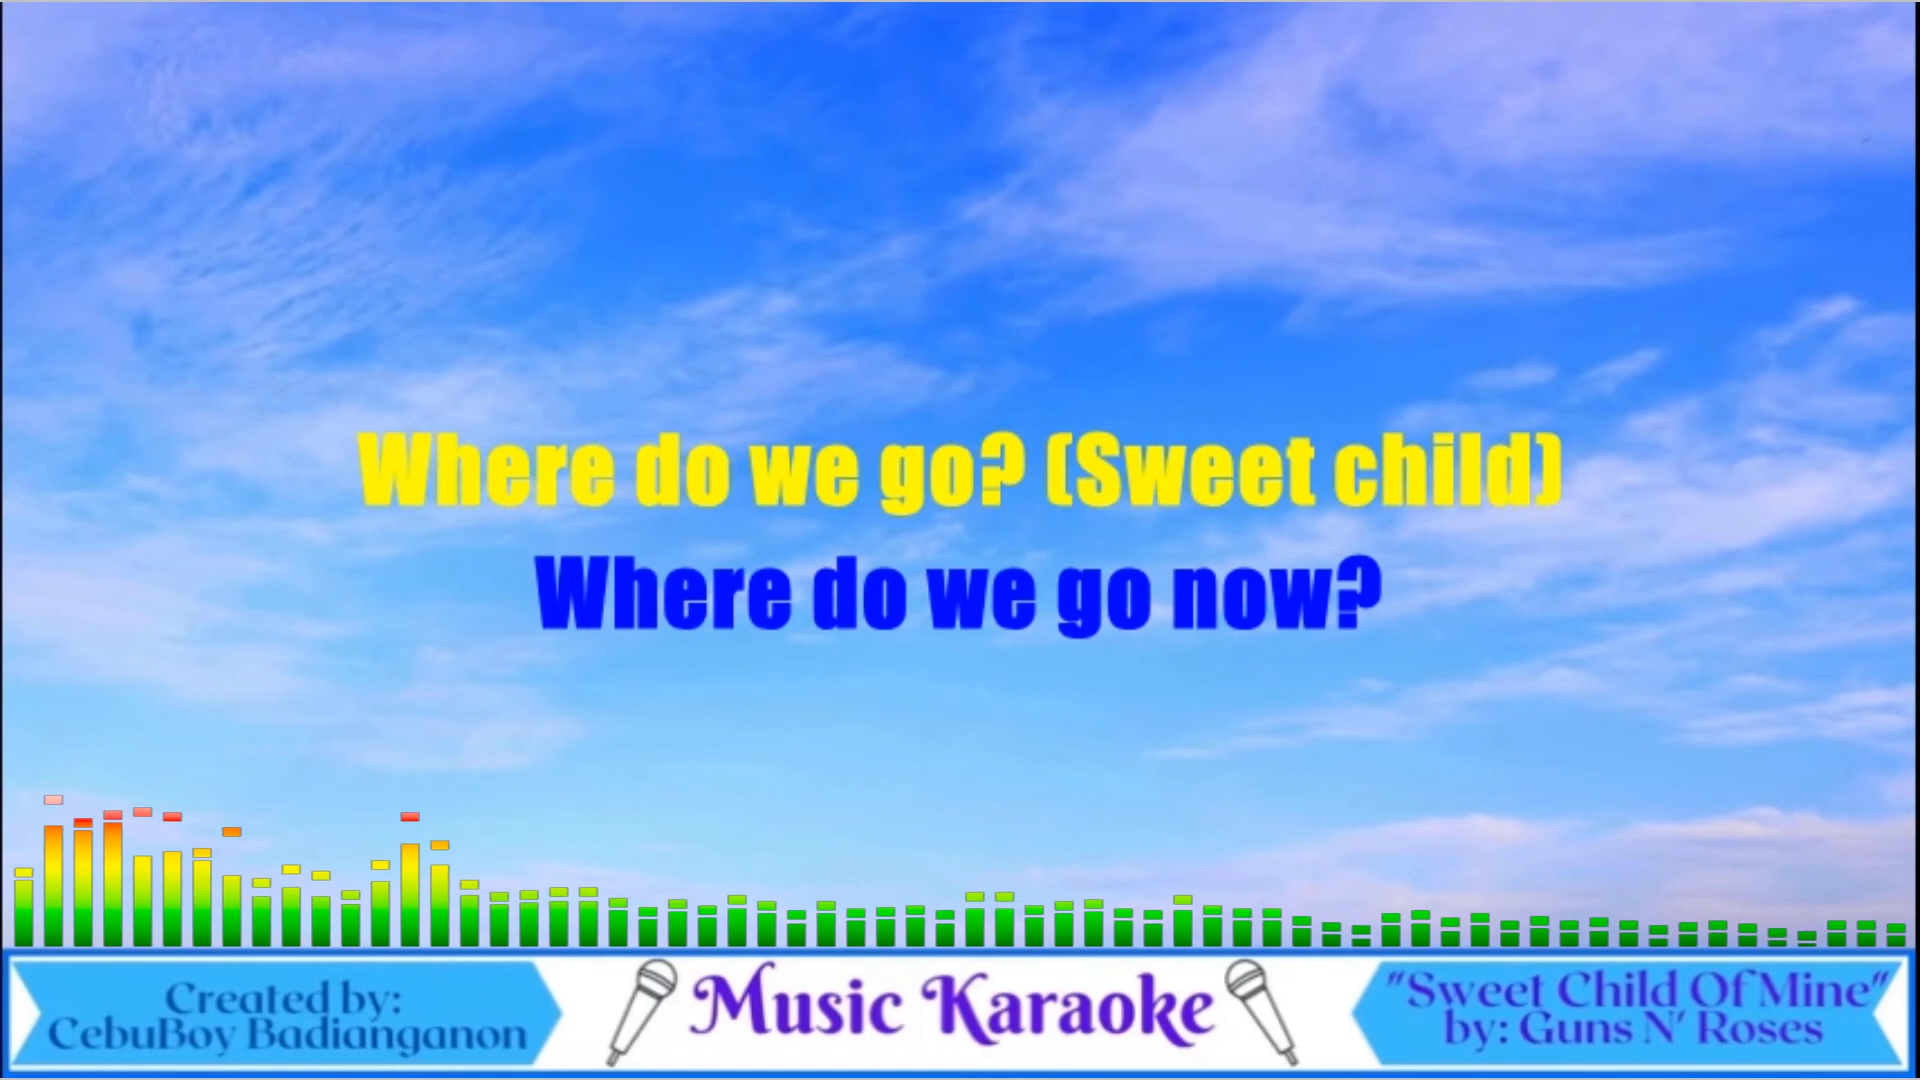 Where do we go? (Sweet child)
Where do we go now?
Created by:
CebuBoy Badianganon
Music Karaoke
"Sweet Child Of Mine"
by: Guns N' Roses